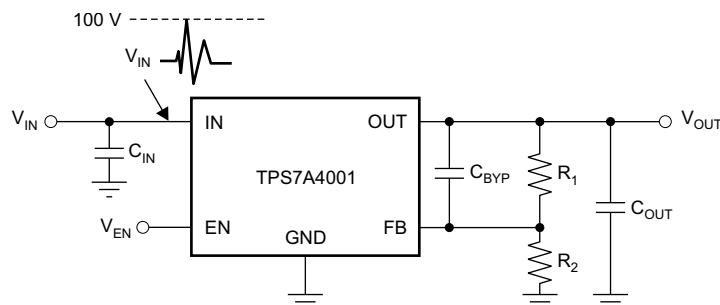 100 V
V_IN
V_IN
IN
OUT
V_OUT
C_IN
TPS7A4001
C_BYP
R_1
C_OUT
V_EN
EN
GND
FB
R_2